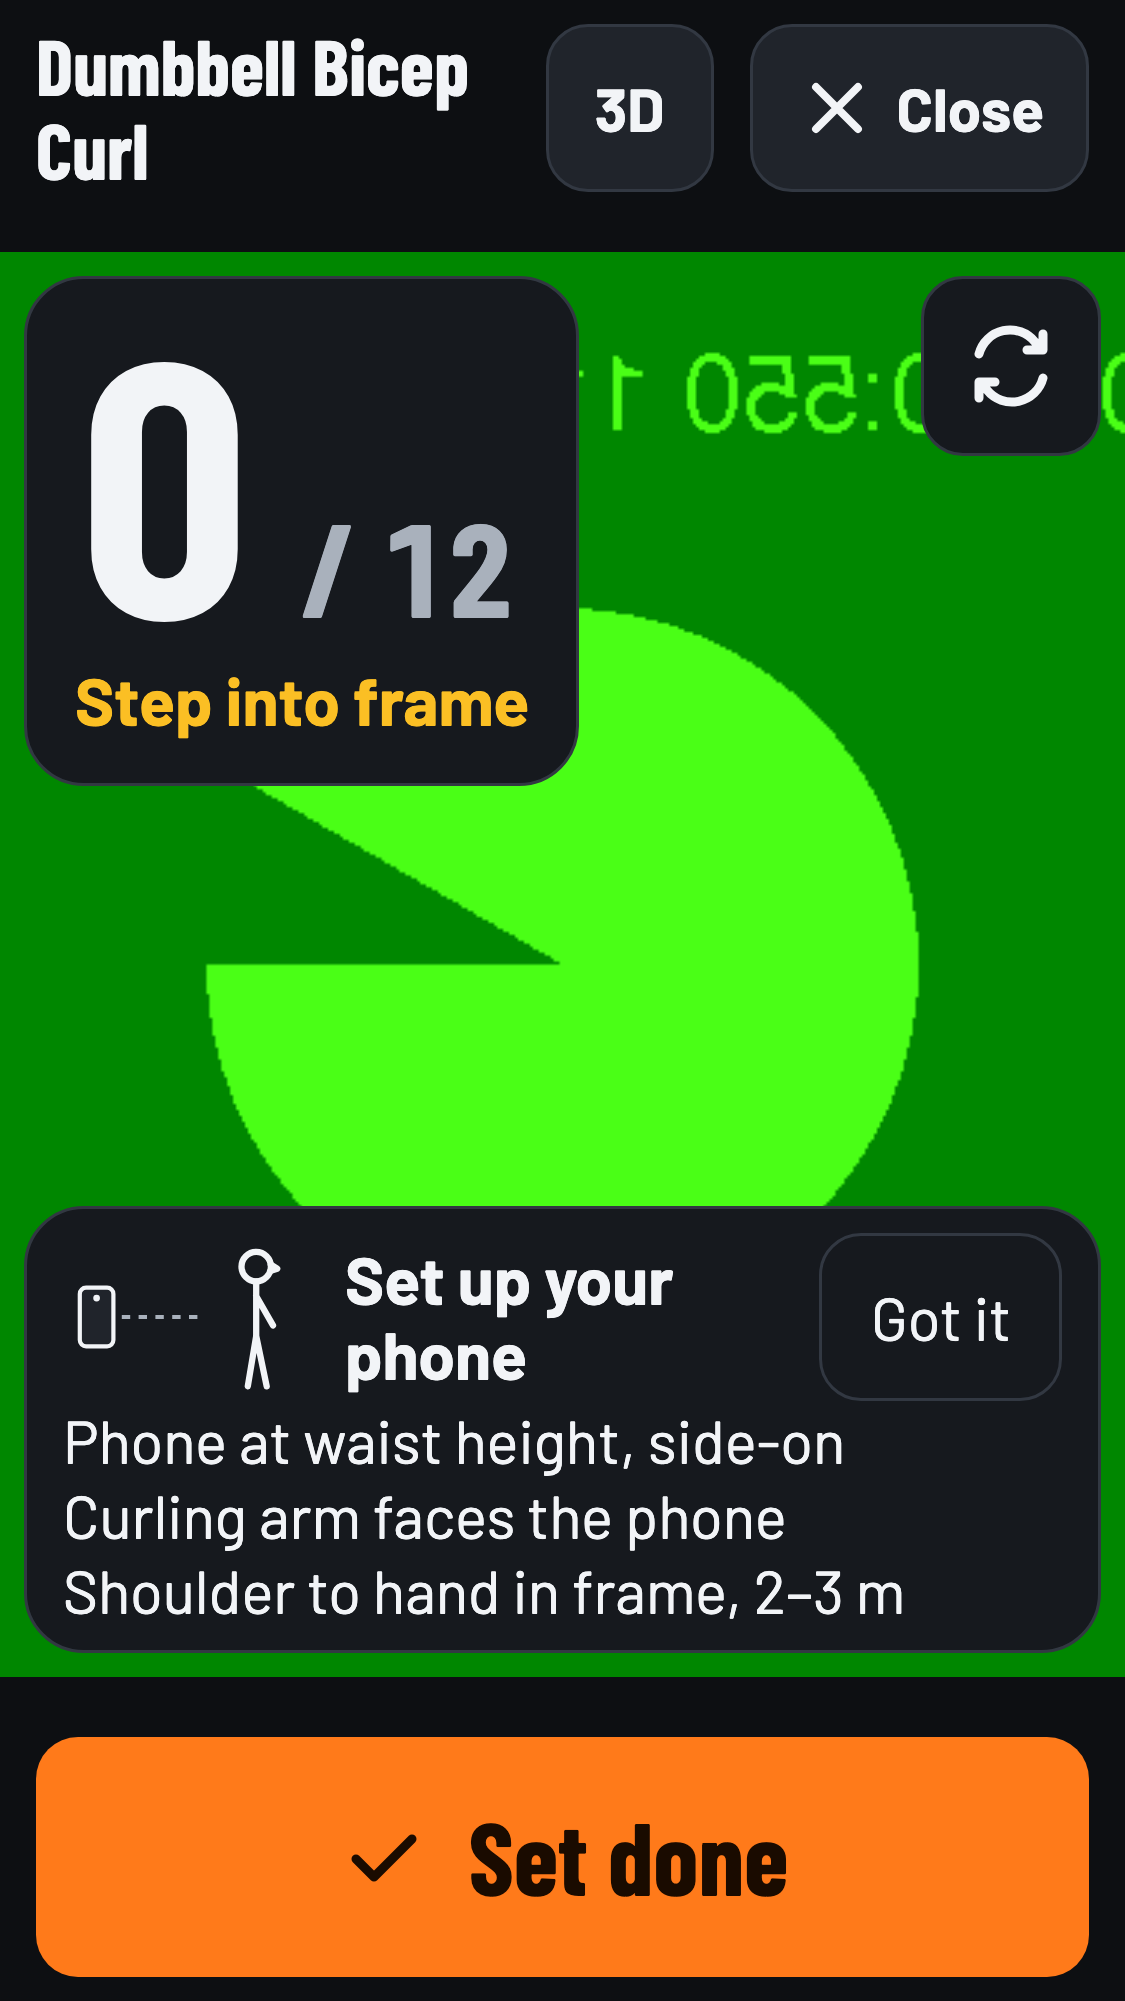 Dumbbell Bicep
Curl
3D
Close
0 / 12
Step into frame
Set up your
phone
Got it
Phone at waist height, side-on
Curling arm faces the phone
Shoulder to hand in frame, 2–3 m
Set done